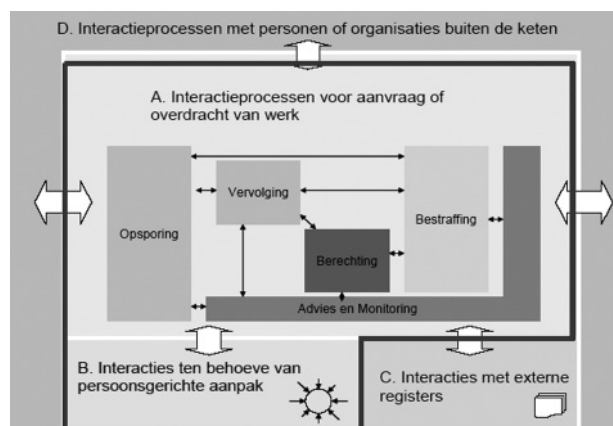 D. Interactieprocessen met personen of organisaties buiten de keten
A. Interactieprocessen voor aanvraag of
overdracht van werk
Vervolging
Opsporing
Bestraffing
Berechting
Advies en Monitoring
B. Interacties ten behoeve van
persoonsgerichte aanpak
C. Interacties met externe
registers